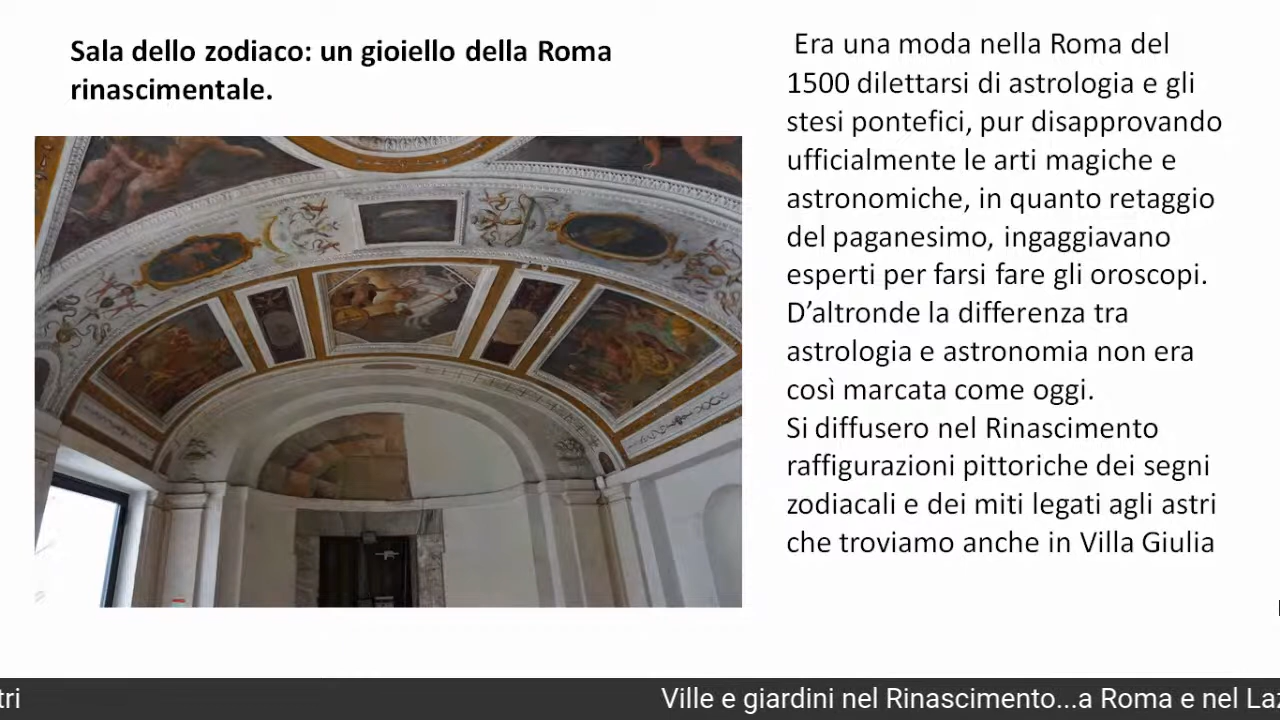 Sala dello zodiaco: un gioiello della Roma
rinascimentale.
Era una moda nella Roma del
1500 dilettarsi di astrologia e gli
stesi pontefici, pur disapprovando
ufficialmente le arti magiche e
astronomiche, in quanto retaggio
del paganesimo, ingaggiavano
esperti per farsi fare gli oroscopi.
D’altronde la differenza tra
astrologia e astronomia non era
così marcata come oggi.
Si diffusero nel Rinascimento
raffigurazioni pittoriche dei segni
zodiacali e dei miti legati agli astri
che troviamo anche in Villa Giulia
tri
Ville e giardini nel Rinascimento...a Roma e nel Laz